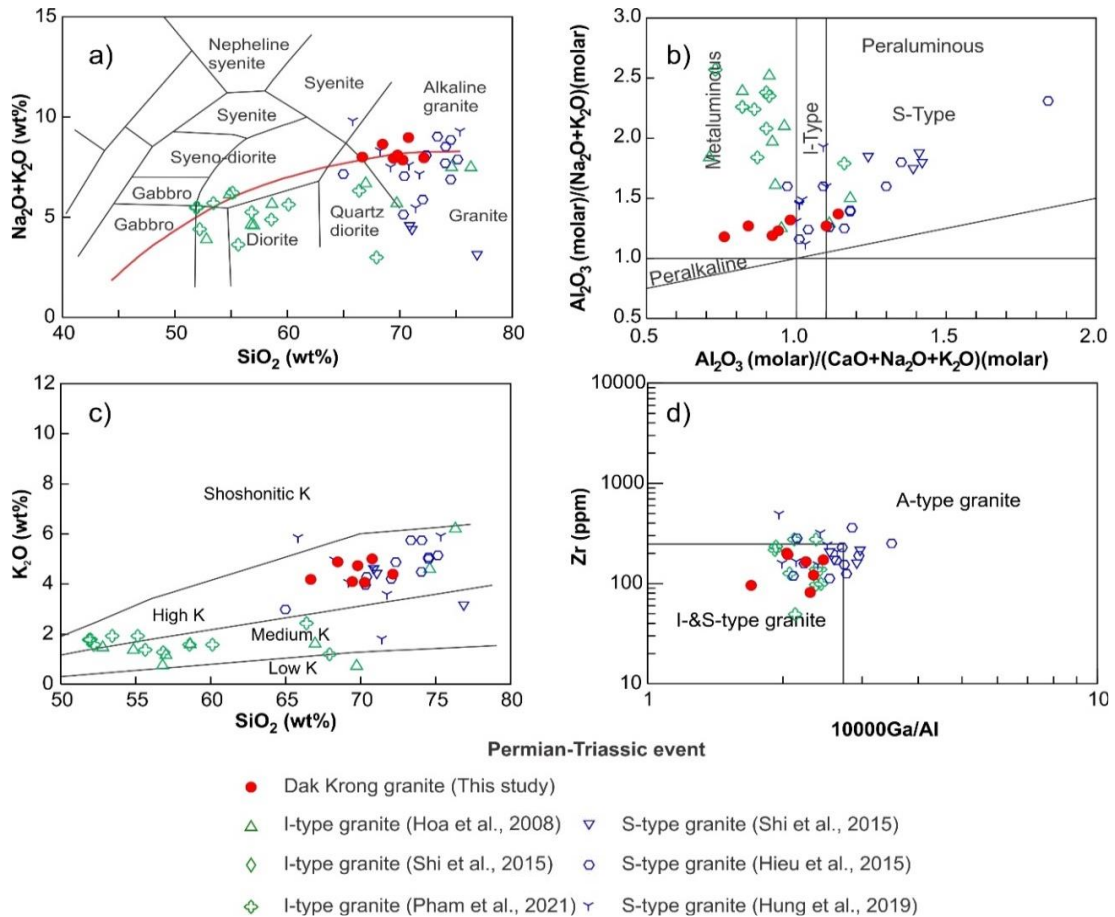 a)
Na₂O+K₂O (wt%)
15
10
5
0
40
50
60
70
80
SiO₂ (wt%)
Nepheline
syenite
Syenite
Alkaline
granite
Syenite
Syeno-diorite
Gabbro
Gabbro
Diorite
Quartz
diorite
Granite
b)
Al₂O₃ (molar)/(Na₂O+K₂O)(molar)
3.0
2.5
2.0
1.5
1.0
0.5
0.5
1.0
1.5
2.0
Al₂O₃ (molar)/(CaO+Na₂O+K₂O)(molar)
Metaluminous
I-Type
Peraluminous
S-Type
Peralkaline
c)
K₂O (wt%)
12
10
8
6
4
2
0
50
55
60
65
70
75
80
SiO₂ (wt%)
Shoshonitic K
High K
Medium K
Low K
d)
Zr (ppm)
10000
1000
100
10
1
10
10000Ga/Al
A-type granite
I-&S-type granite
Permian-Triassic event
Dak Krong granite (This study)
I-type granite (Hoa et al., 2008) S-type granite (Shi et al., 2015)
I-type granite (Shi et al., 2015) S-type granite (Hieu et al., 2015)
I-type granite (Pham et al., 2021) S-type granite (Hung et al., 2019)